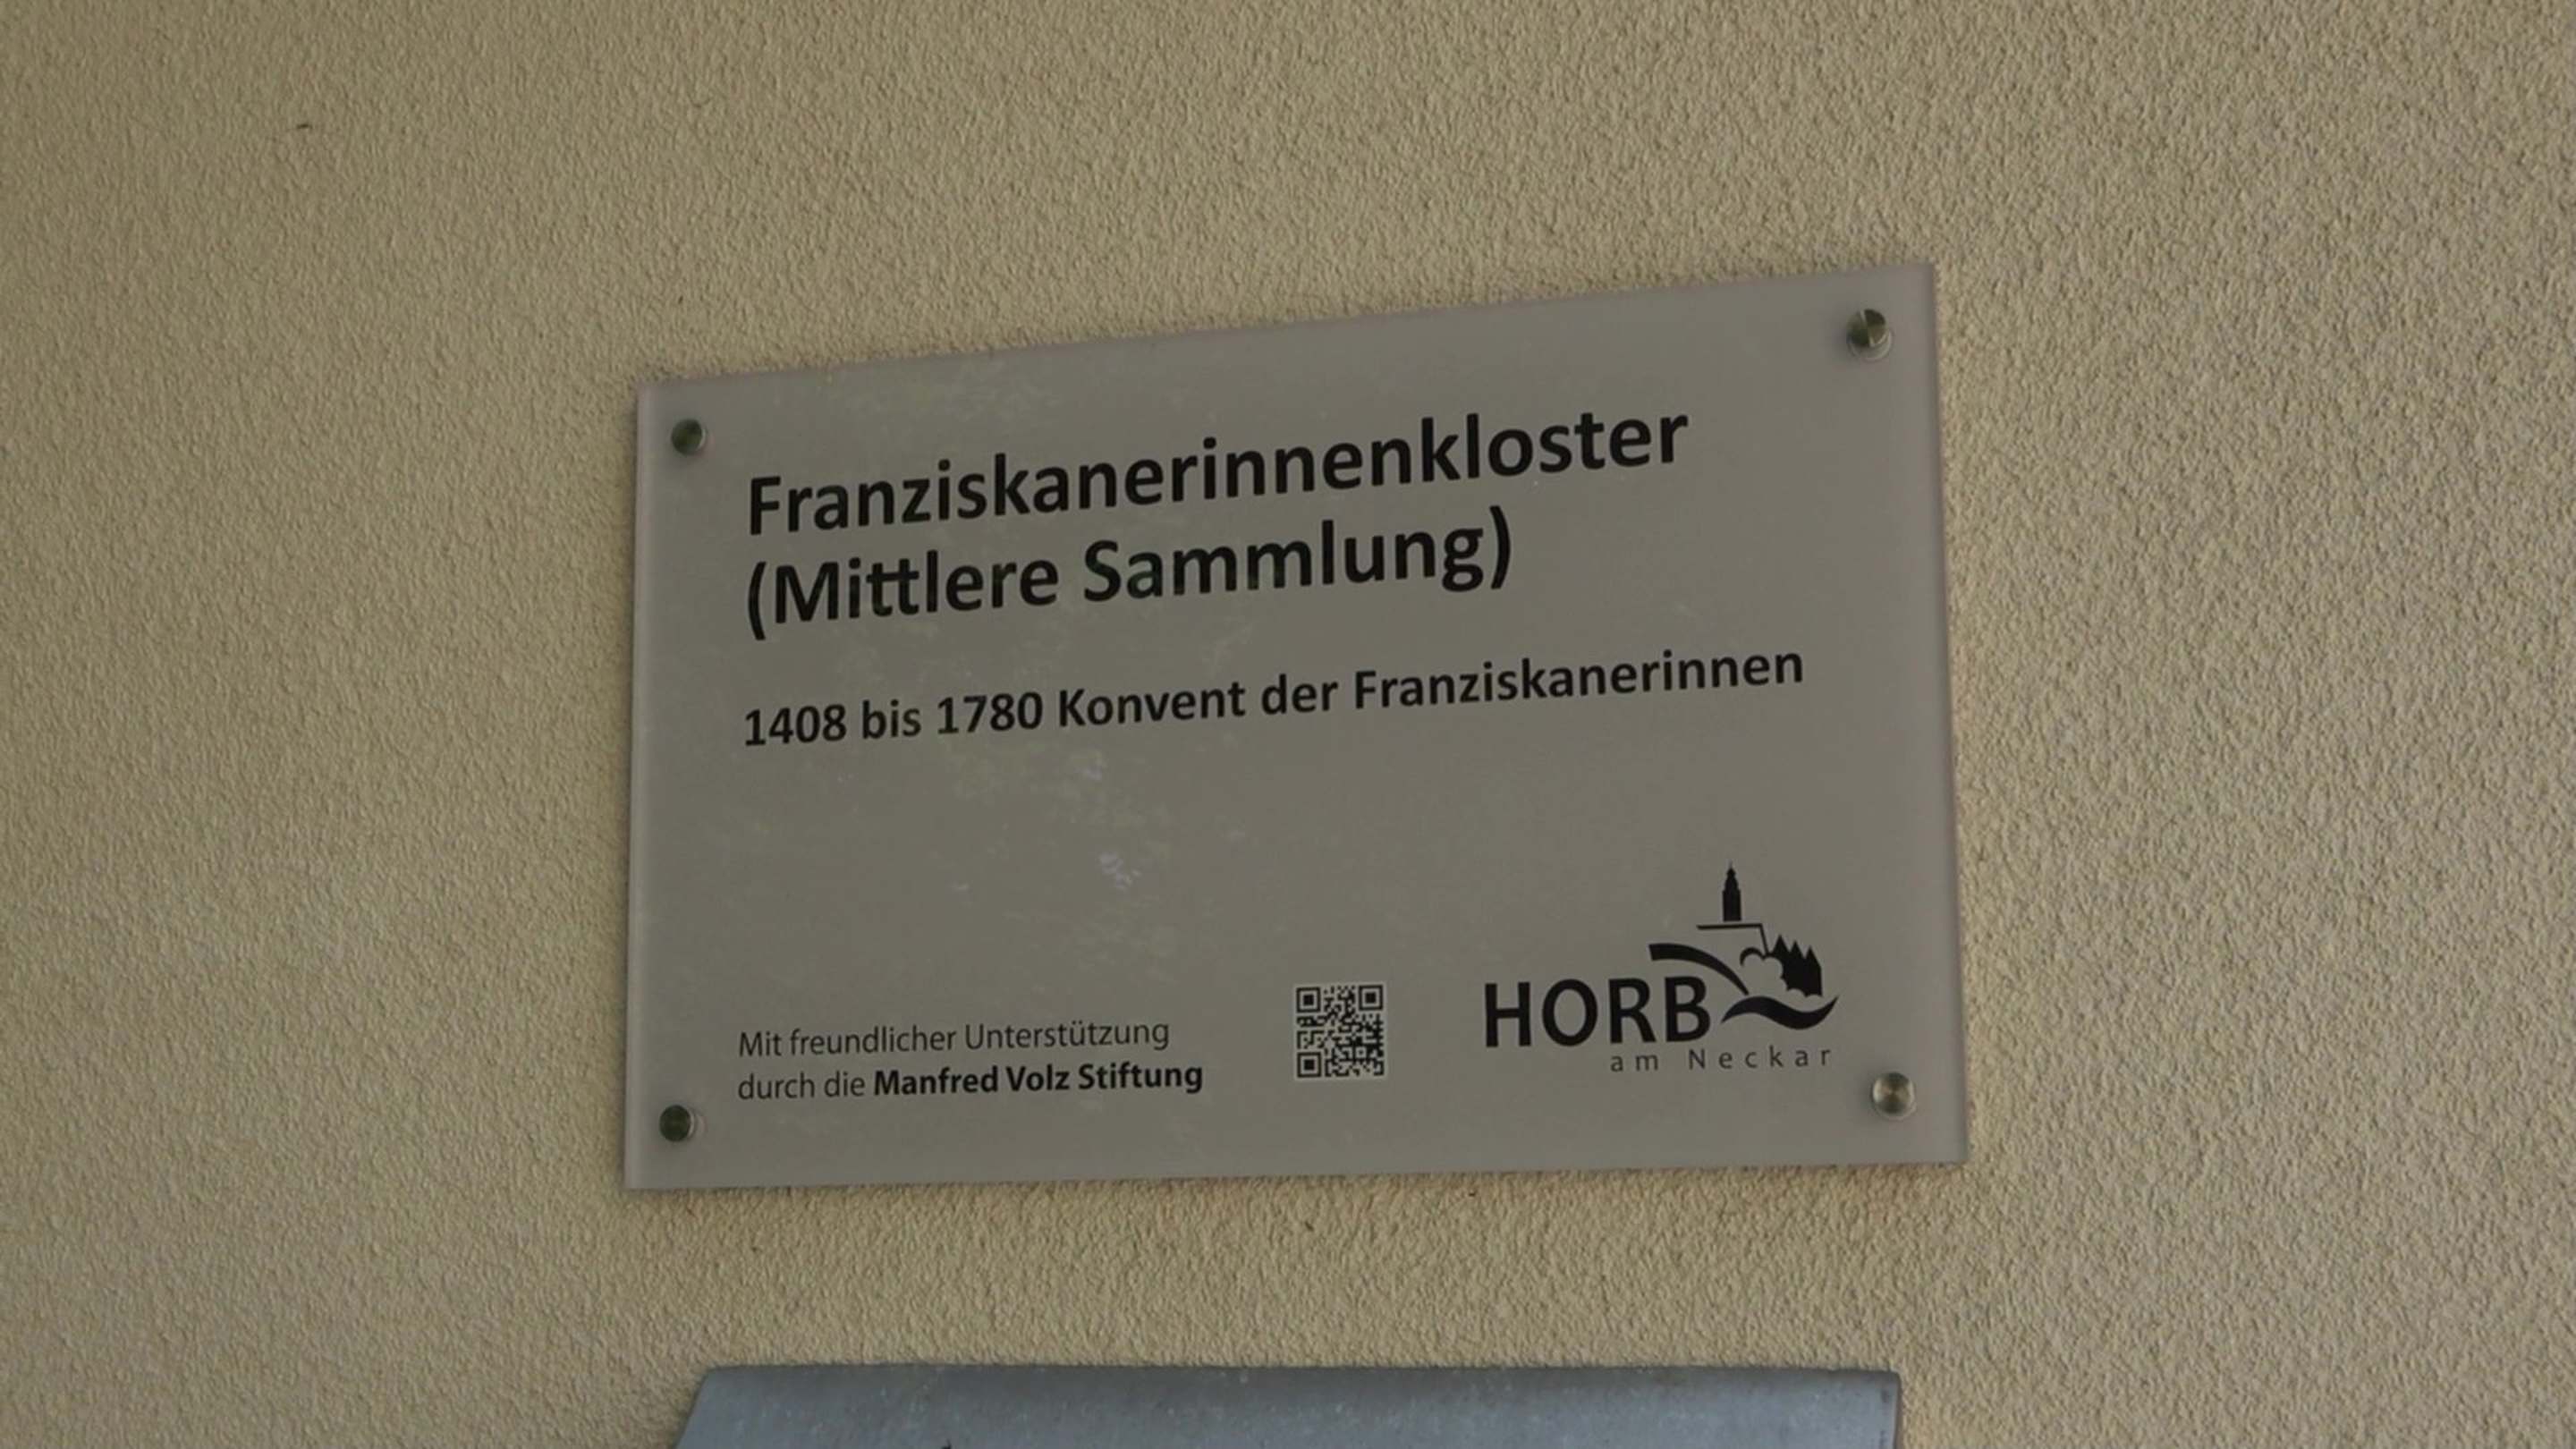 Franziskanerinnenkloster
(Mittlere Sammlung)
1408 bis 1780 Konvent der Franziskanerinnen
Mit freundlicher Unterstützung
durch die Manfred Volz Stiftung
HORB
am Neckar